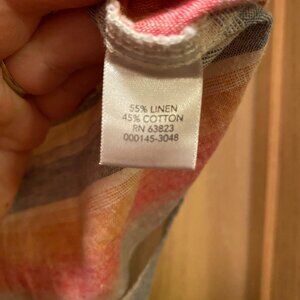 55% LINEN
45% COTTON
RN 63823
000145-3048